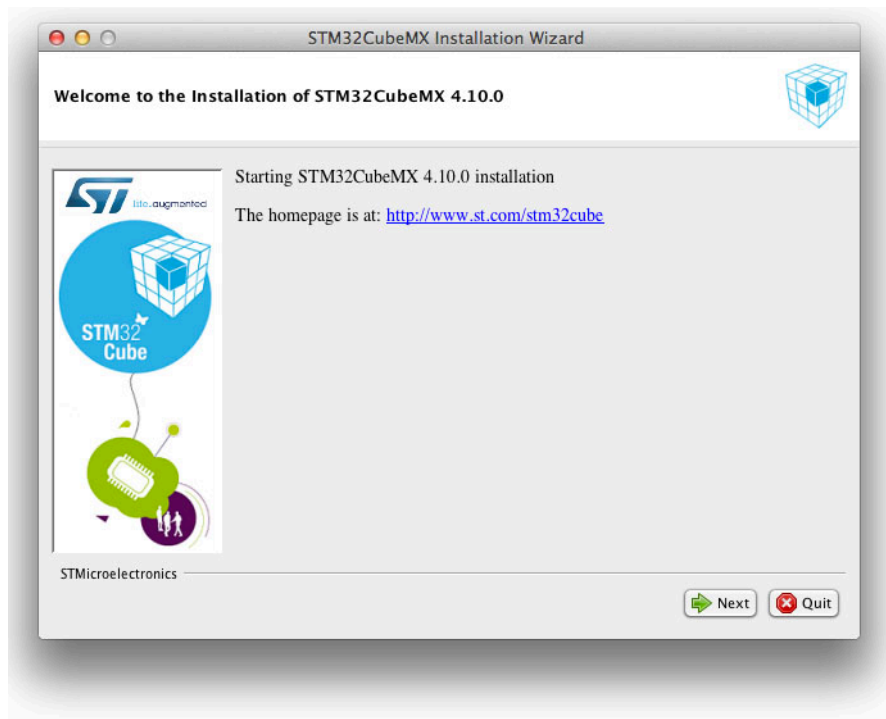 STM32CubeMX Installation Wizard
Welcome to the Installation of STM32CubeMX 4.10.0
Starting STM32CubeMX 4.10.0 installation
The homepage is at: http://www.st.com/stm32cube
ST life.augmented
STM32
Cube
STMicroelectronics
Next
Quit